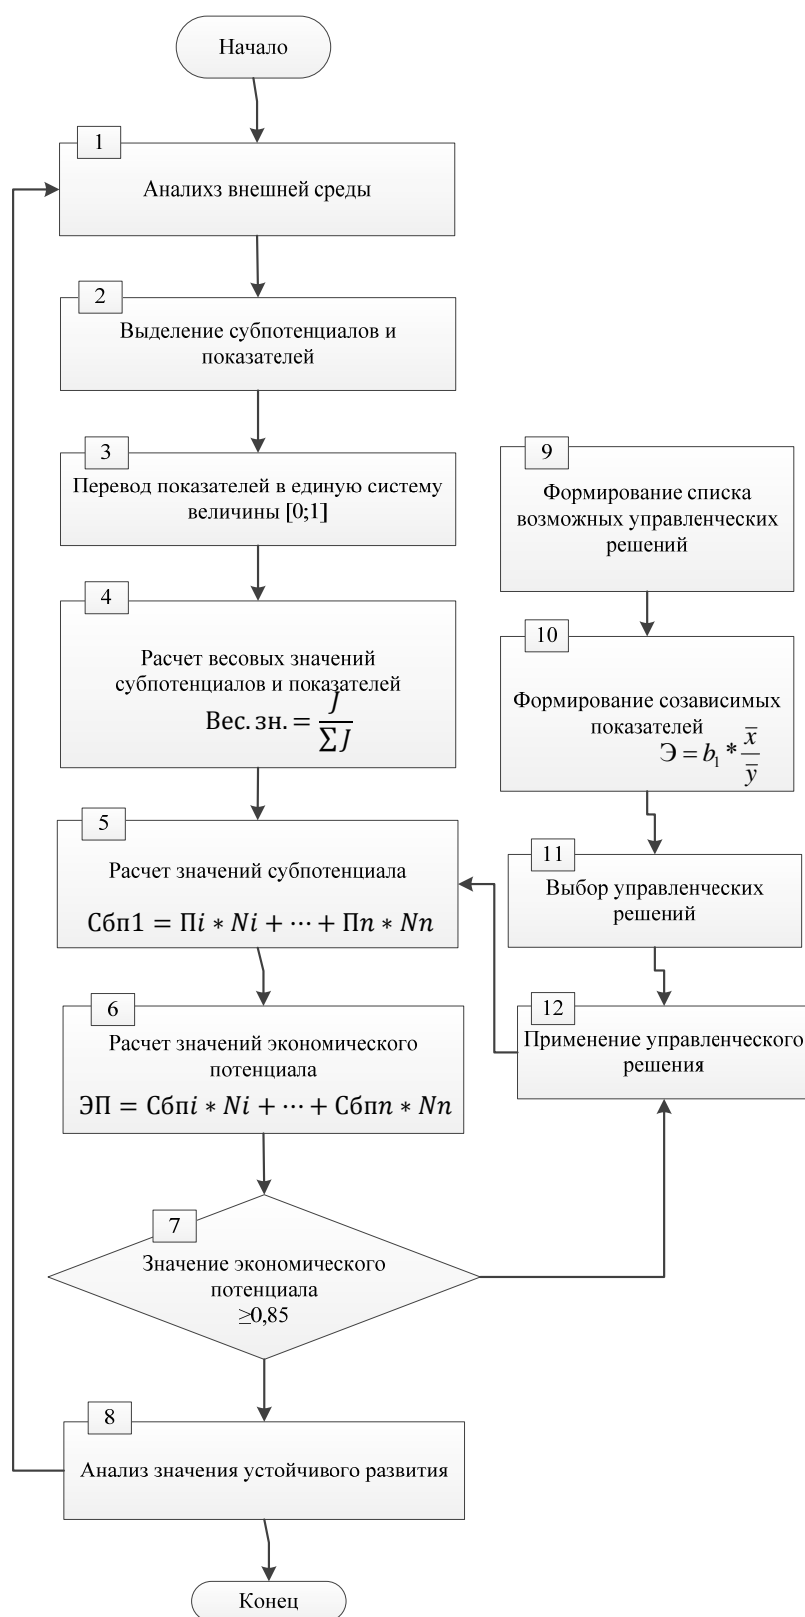 Начало
1
Аналихз внешней среды
2
Выделение субпотенциалов и
показателей
3
Перевод показателей в единую систему
величины [0;1]
4
Расчет весовых значений
субпотенциалов и показателей
Вес. зн. = J / ∑ J
5
Расчет значений субпотенциала
Сбп1 = Пi * Ni + ⋯ + Пn * Nn
6
Расчет значений экономического
потенциала
ЭП = Сбпi * Ni + ⋯ + Сбпn * Nn
7
Значение экономического
потенциала
≥0,85
8
Анализ значения устойчивого развития
Конец
9
Формирование списка
возможных управленческих
решений
10
Формирование созависимых
показателей
Э = b₁ * x̅ / y̅
11
Выбор управленческих
решений
12
Применение управленческого
решения